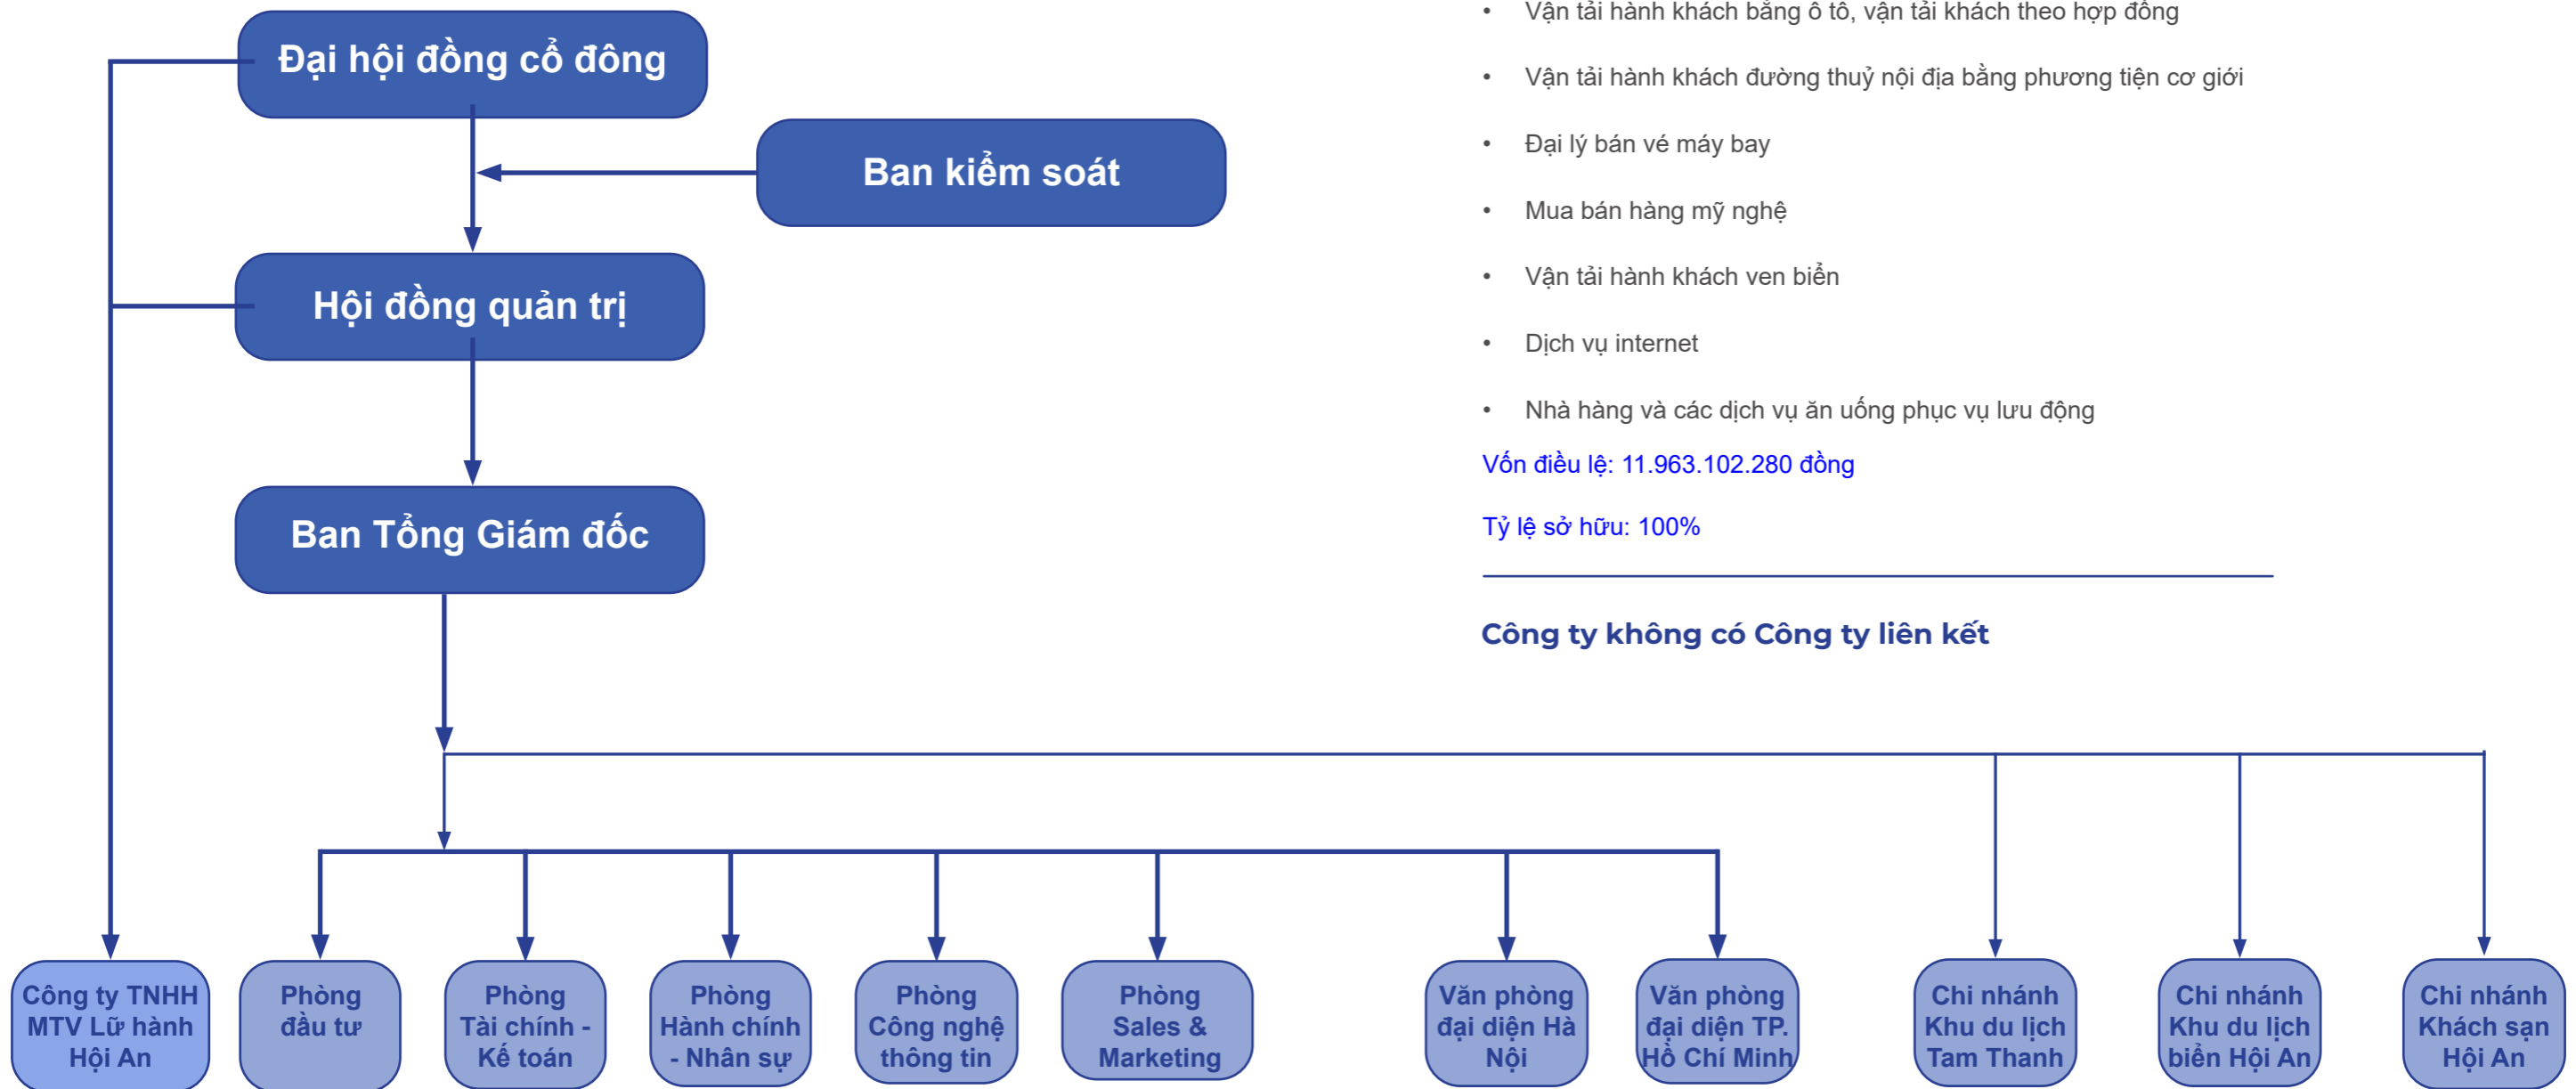 Đại hội đồng cổ đông
Ban kiểm soát
Hội đồng quản trị
Ban Tổng Giám đốc
• Vận tải hành khách bằng ô tô, vận tải khách theo hợp đồng
• Vận tải hành khách đường thuỷ nội địa bằng phương tiện cơ giới
• Đại lý bán vé máy bay
• Mua bán hàng mỹ nghệ
• Vận tải hành khách ven biển
• Dịch vụ internet
• Nhà hàng và các dịch vụ ăn uống phục vụ lưu động
Vốn điều lệ: 11.963.102.280 đồng
Tỷ lệ sở hữu: 100%
Công ty không có Công ty liên kết
Công ty TNHH
MTV Lữ hành
Hội An
Phòng
đầu tư
Phòng
Tài chính -
Kế toán
Phòng
Hành chính
- Nhân sự
Phòng
Công nghệ
thông tin
Phòng
Sales &
Marketing
Văn phòng
đại diện Hà
Nội
Văn phòng
đại diện TP.
Hồ Chí Minh
Chi nhánh
Khu du lịch
Tam Thanh
Chi nhánh
Khu du lịch
biển Hội An
Chi nhánh
Khách sạn
Hội An